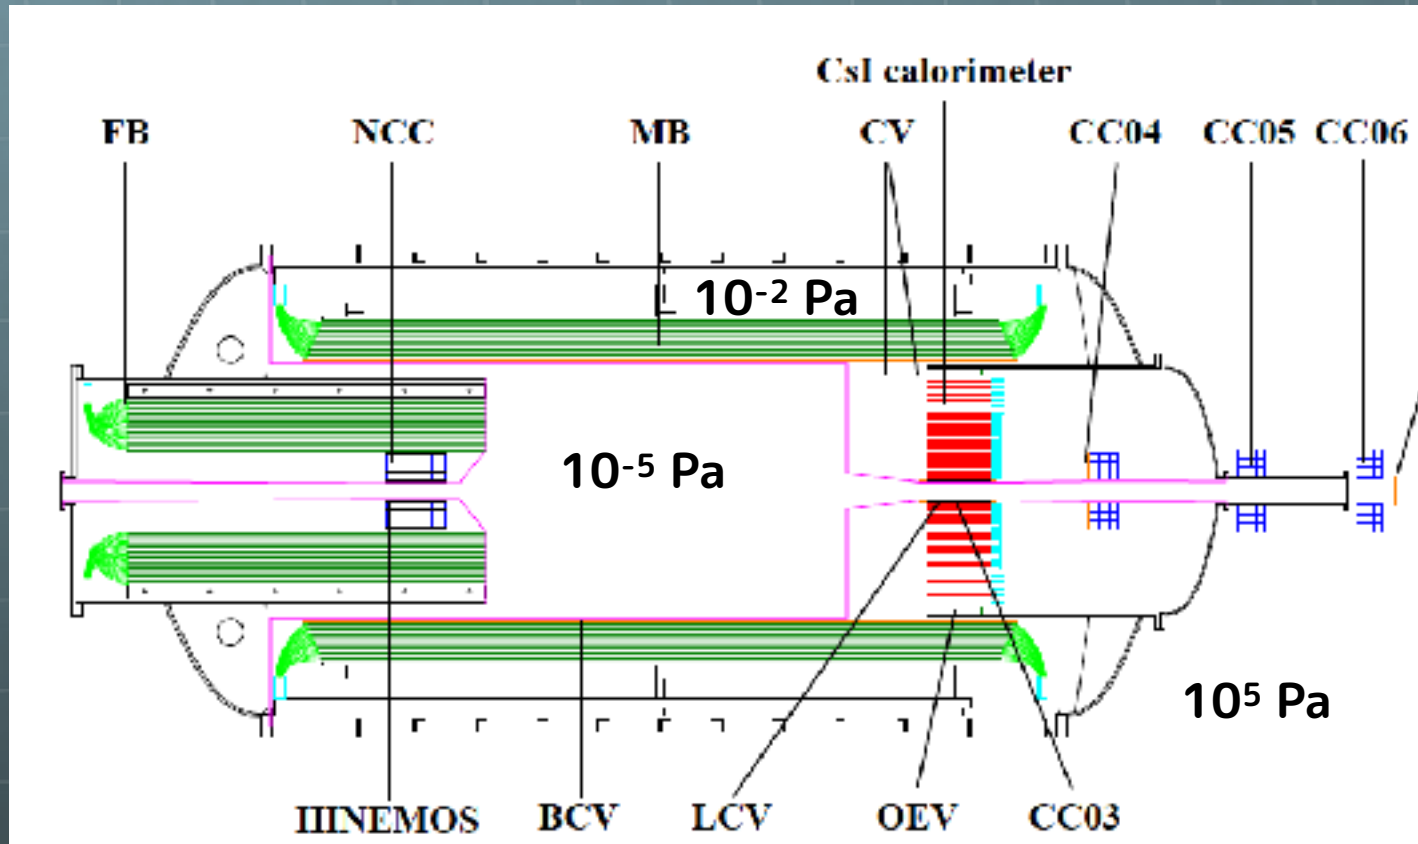 CsI calorimeter
FB NCC MB CV CC04 CC05 CC06
10⁻² Pa
10⁻⁵ Pa
10⁵ Pa
HINEMOS BCV LCV OEV CC03